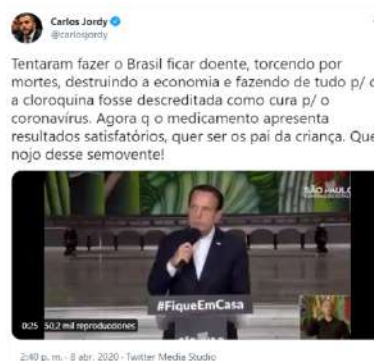 Carlos Jordy
@carlosjordy
Tentaram fazer o Brasil ficar doente, torcendo por
mortes, destruindo a economia e fazendo de tudo p/
a cloroquina fosse descreditada como cura p/ o
coronavírus. Agora q o medicamento apresenta
resultados satisfatórios, quer ser os pai da criança. Que
nojo desse semovente!
SÃO PAULO
#FiqueEmCasa
0:25 50,2 mil reproducciones
2:40 p. m. · 8 abr. 2020 · Twitter Media Studio